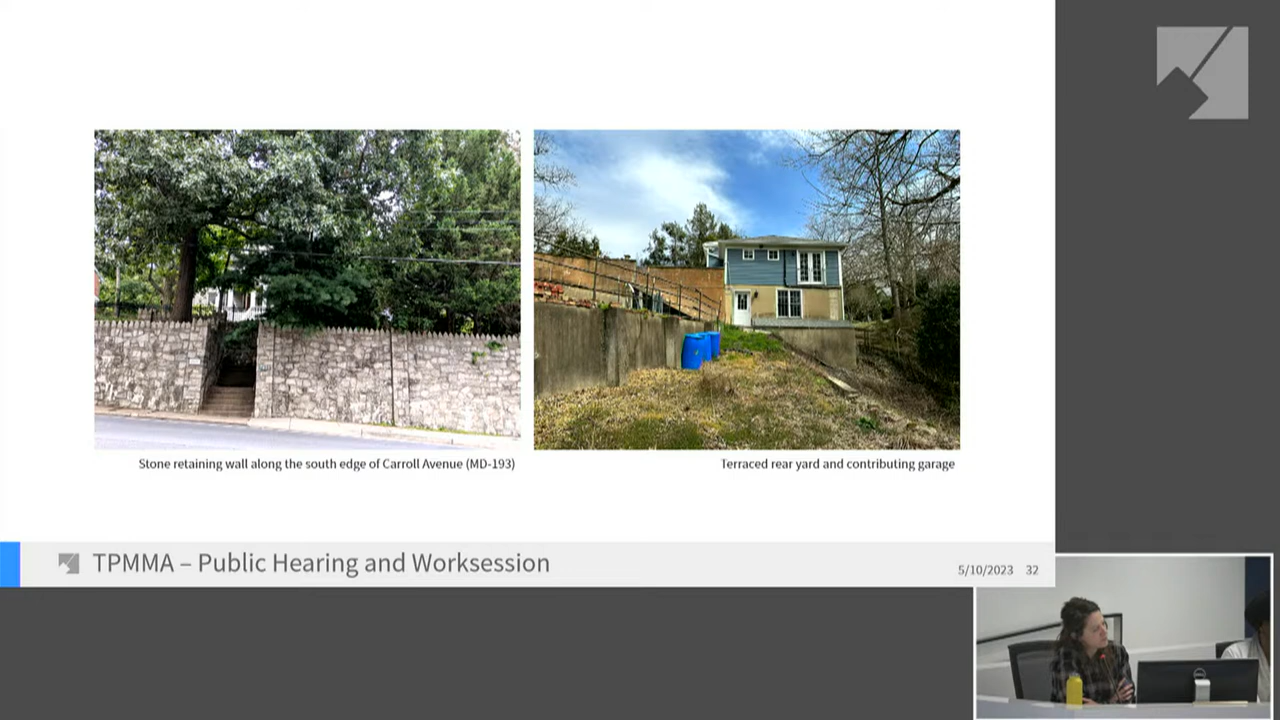 Stone retaining wall along the south edge of Carroll Avenue (MD-193)
Terraced rear yard and contributing garage
TPMMA – Public Hearing and Worksession
5/10/2023 32